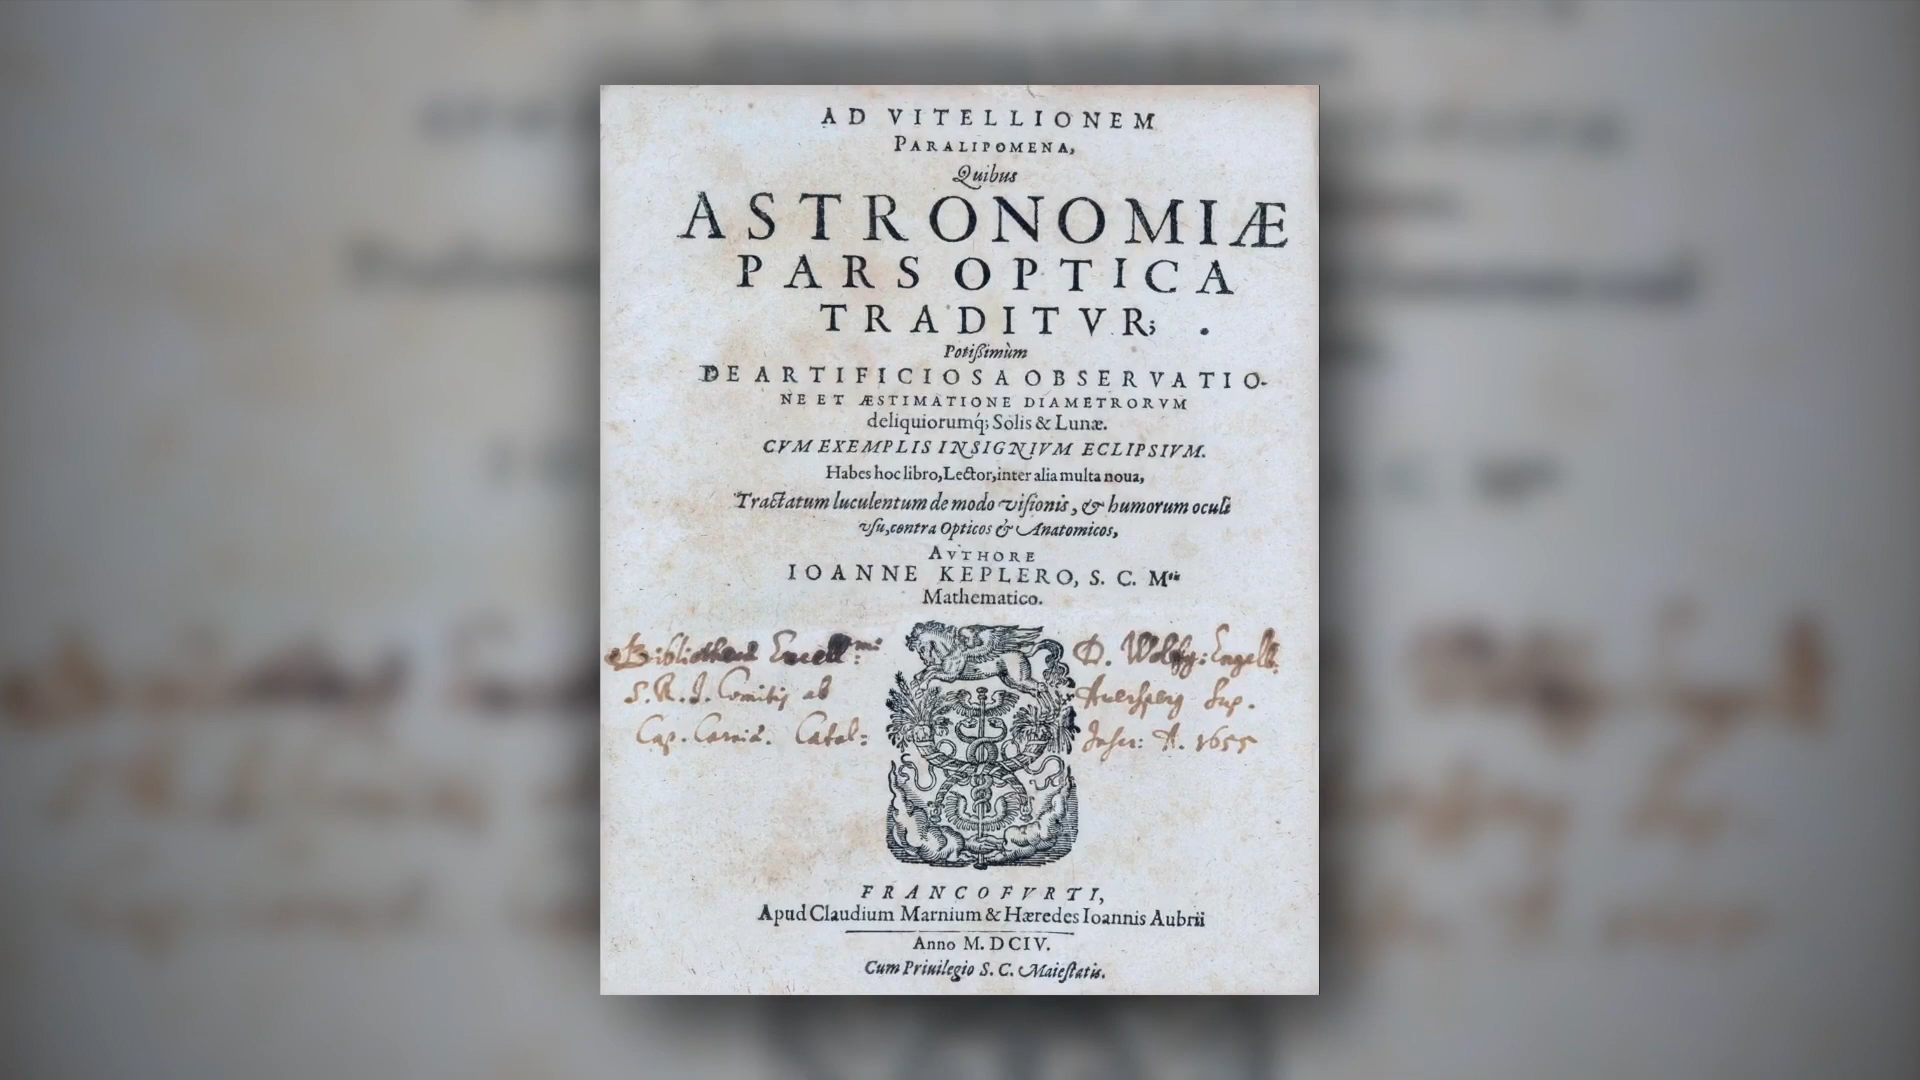 AD VITELLIONEM
PARALIPOMENA,
Quibus
ASTRONOMIÆ
PARS OPTICA
TRADITVR;
Potißimùm
DE ARTIFICIOSA OBSERVATIO-
NE ET ÆSTIMATIONE DIAMETRORVM
deliquiorumq́; Solis & Lunæ.
CVM EXEMPLIS INSIGNIVM ECLIPSIVM.
Habes hoc libro, Lector, inter alia multa noua,
Tractatum luculentum de modo visionis, & humorum oculi
vsu, contra Opticos & Anatomicos,
AVTHORE
IOANNE KEPLERO, S. C. Mtis
Mathematico.
Bibliothecæ Excell:mi D. Wolfg: Engelb.
S. R. I. Comitis ab Auersperg Sup.
Cap. Carniæ. Catal: Inscr: A. 1655
FRANCOFVRTI,
Apud Claudium Marnium & Hæredes Ioannis Aubrii
Anno M. DCIV.
Cum Priuilegio S. C. Maiestatis.